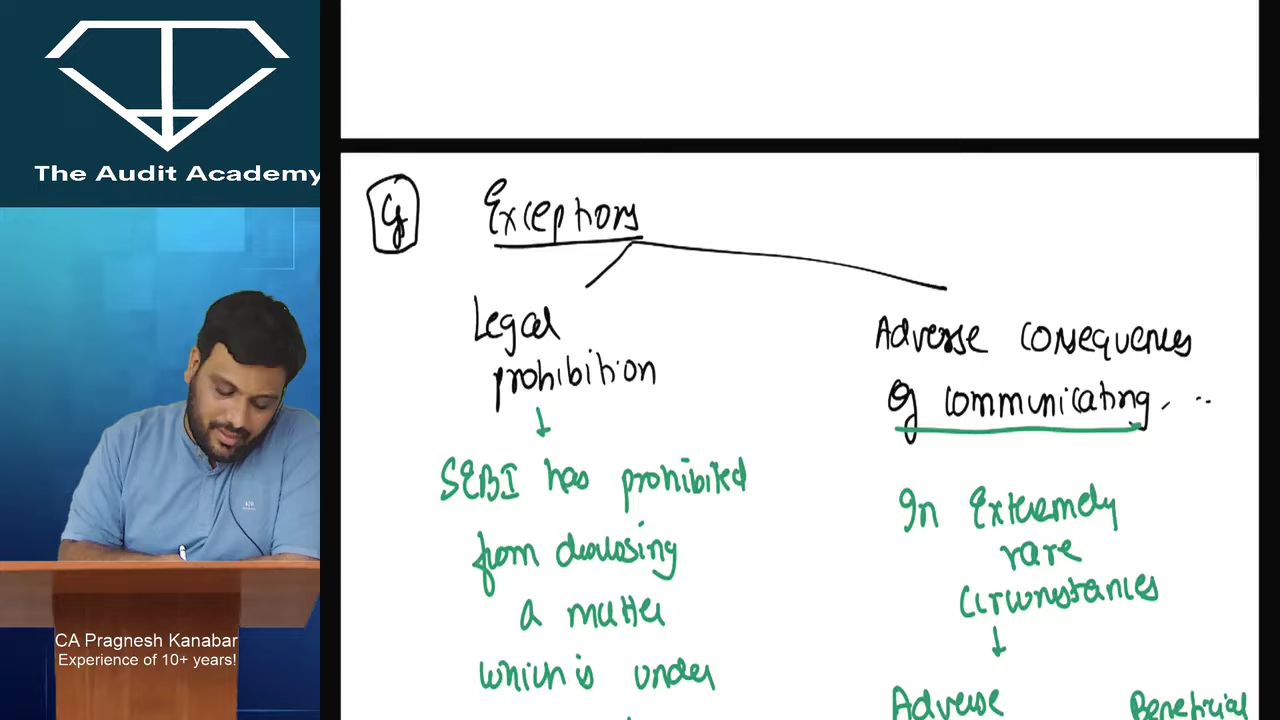 The Audit Academy
CA Pragnesh Kanabar
Experience of 10+ years!
G
Exceptions
Legal
prohibition
SEBI has prohibited
from disclosing
a matter
which is under
Adverse consequences
of communicating, ..
In Extremely
rare
circumstances
Adverse
Beneficial